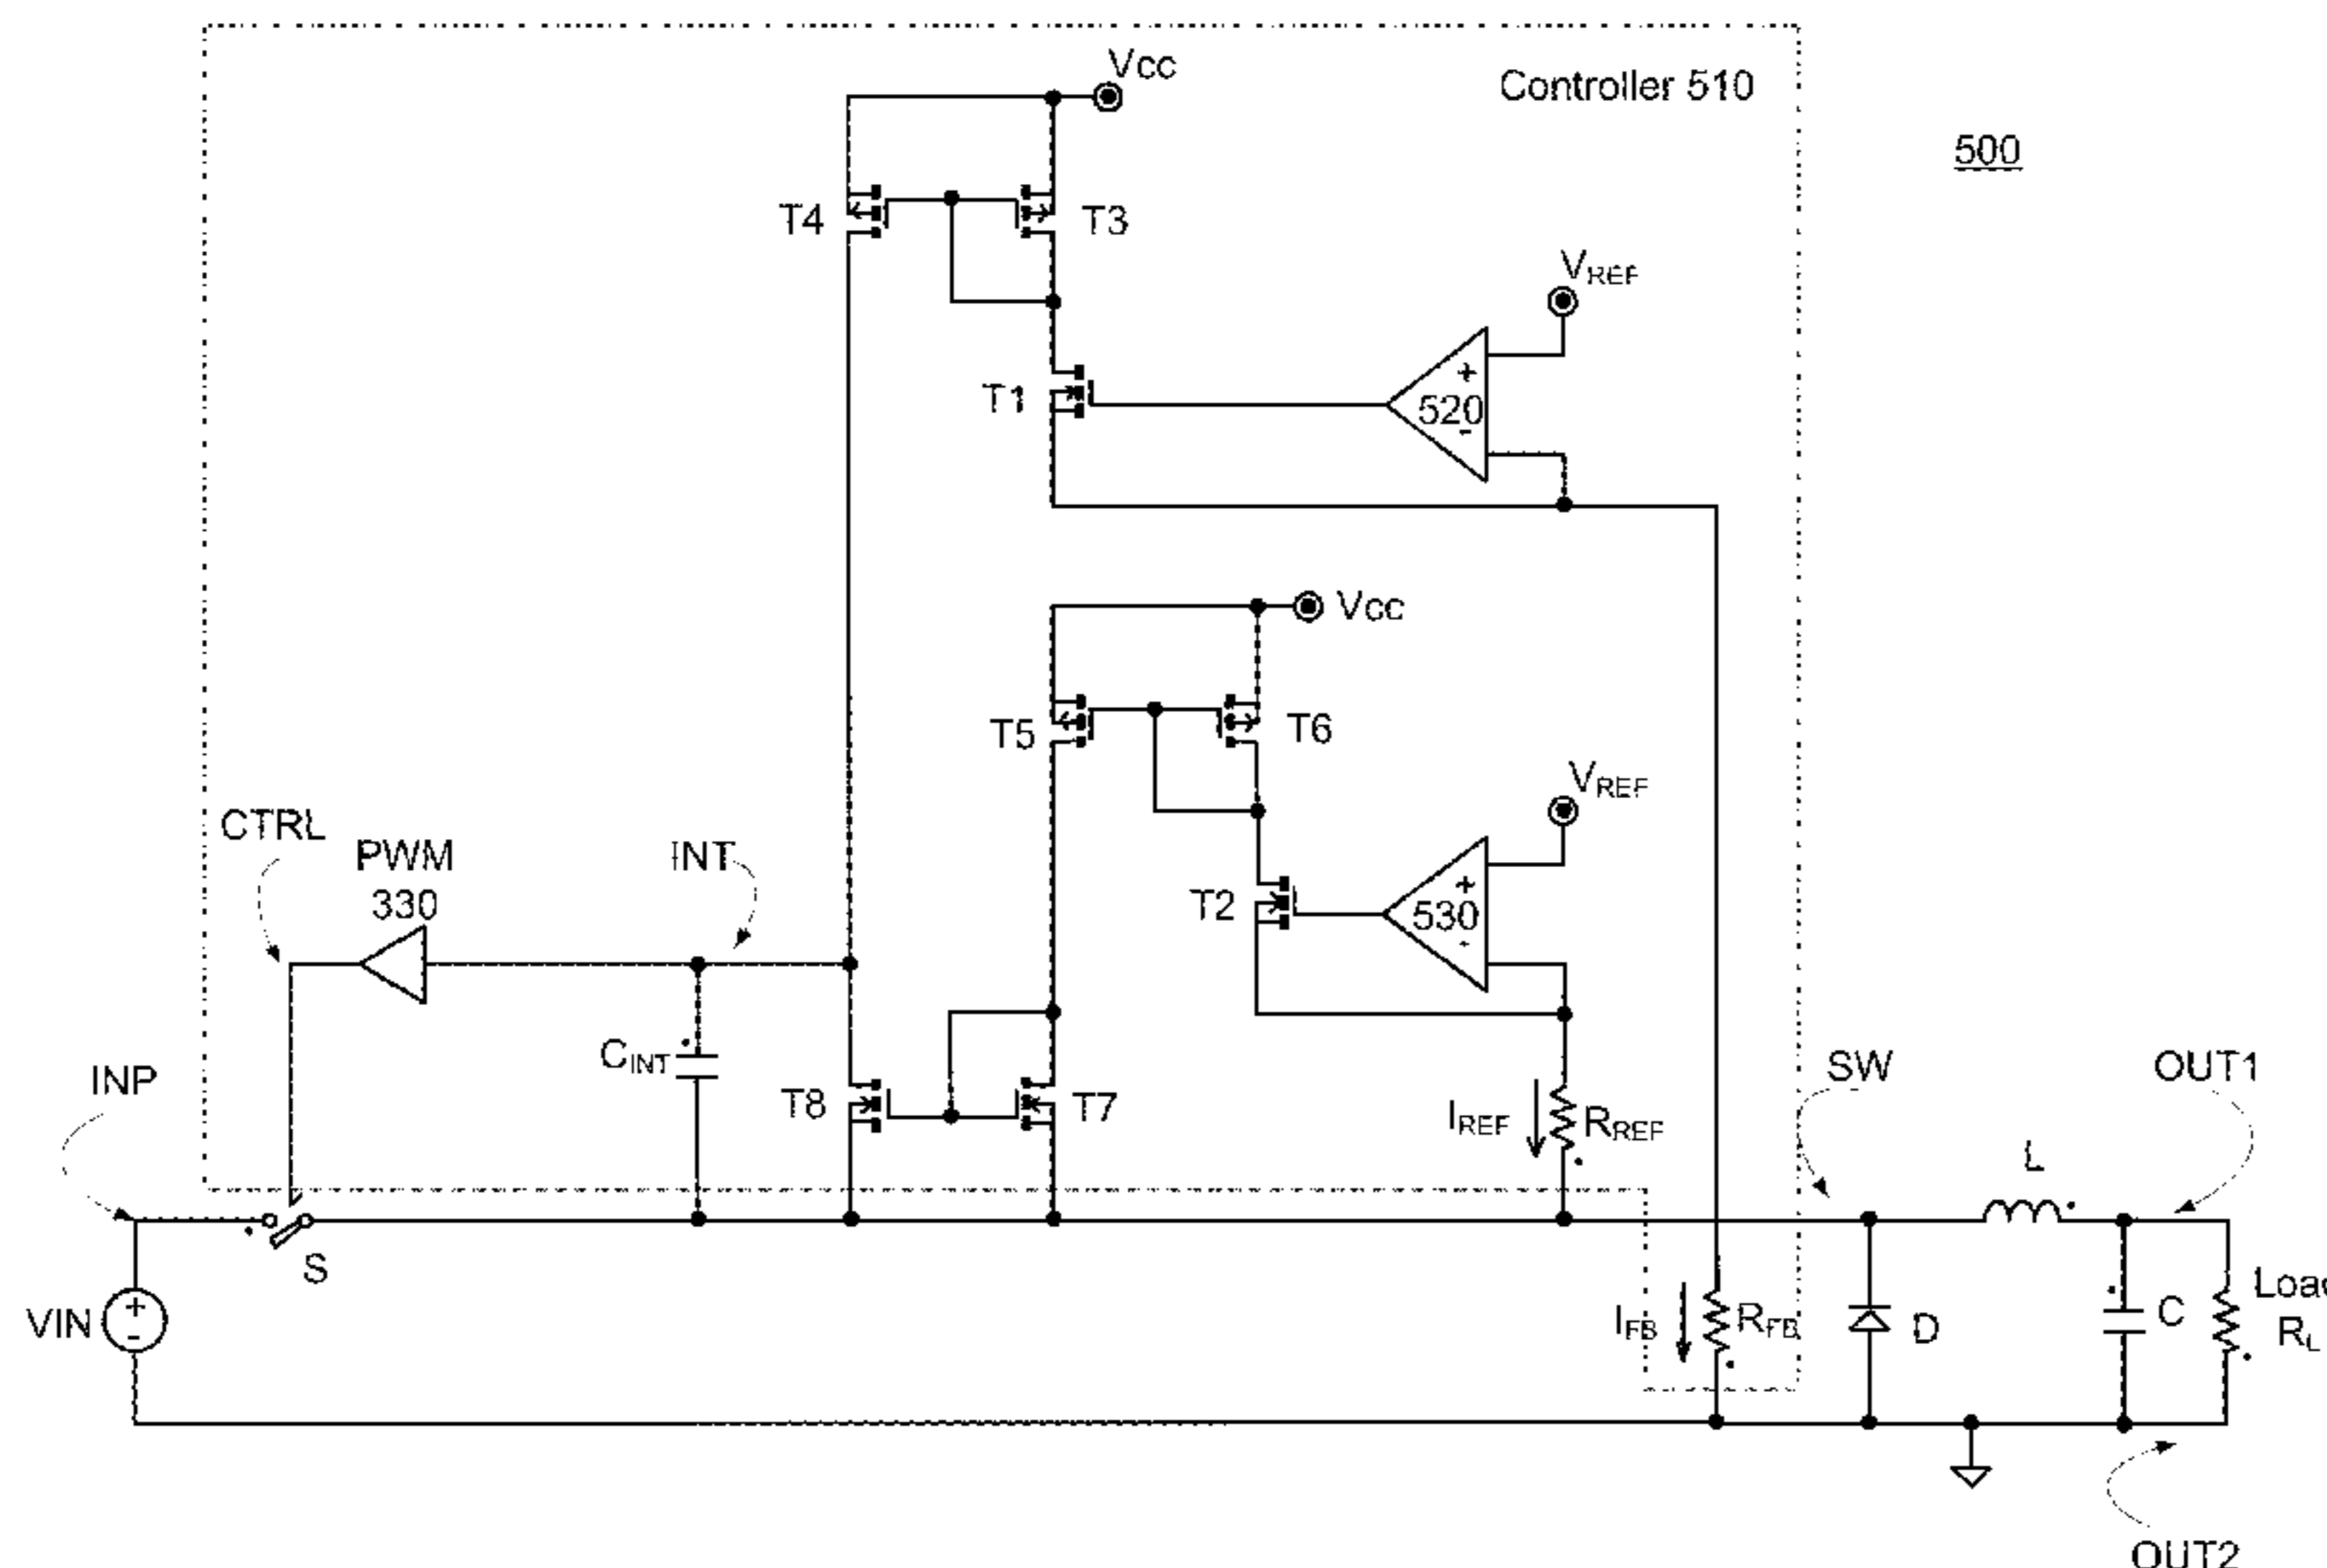 Vcc
Controller 510
500
T4
T3
VREF
T1
+
520
-
Vcc
T5
T6
VREF
CTRL
PWM
330
INT
T2
+
530
-
INP
CINT
T8
T7
IREF
RREF
SW
OUT1
L
S
VIN
+
-
IFB
RFB
D
C
Load
RL
OUT2